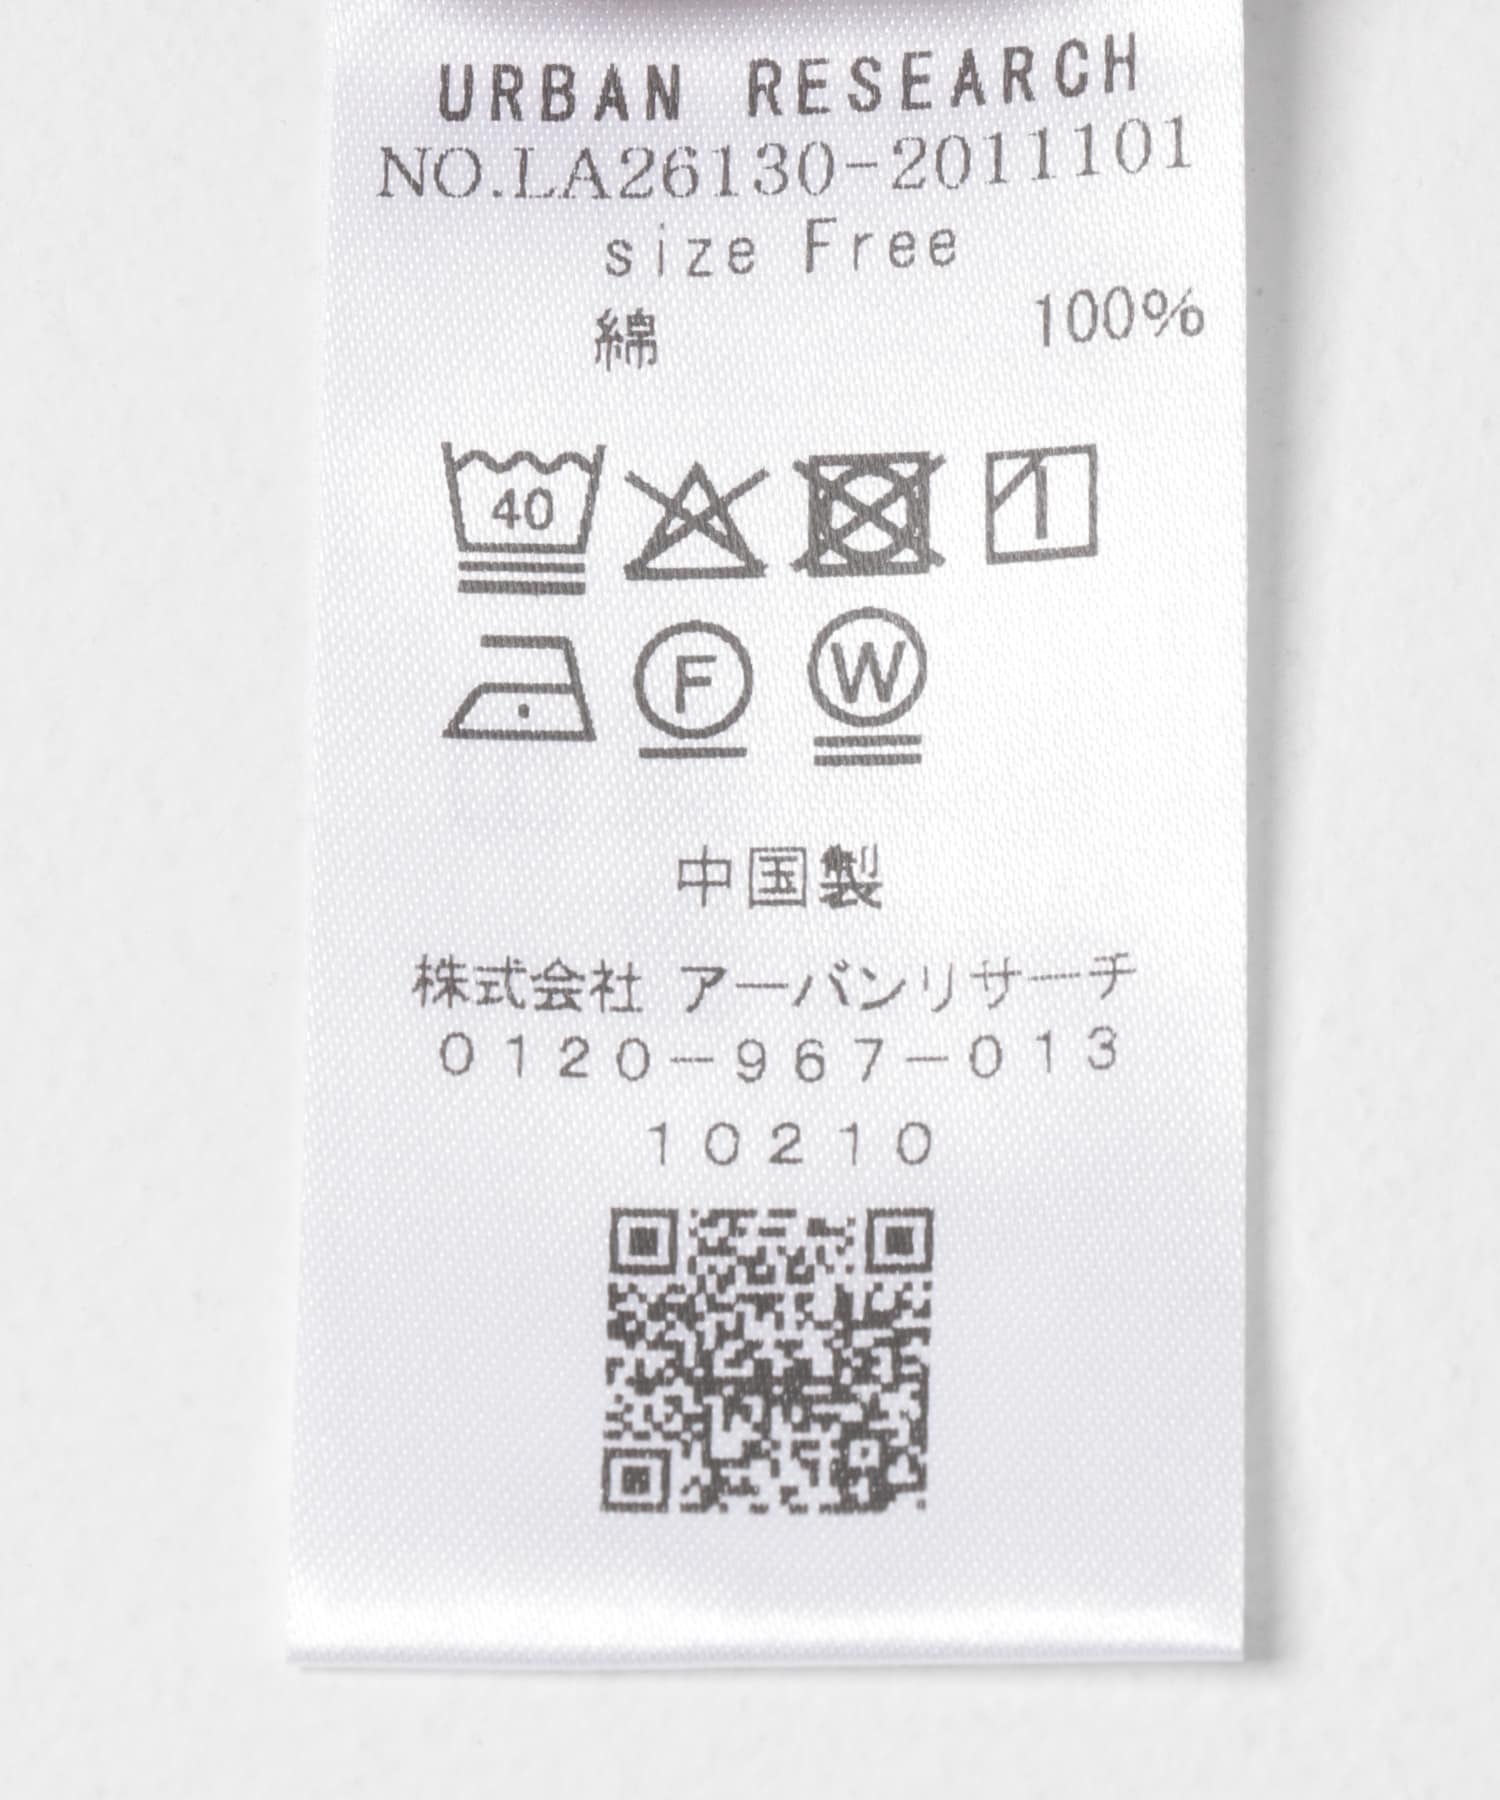 URBAN RESEARCH
NO.LA26130-2011101
size Free
綿 100%
40
F W
中国製
株式会社 アーバンリサーチ
0120-967-013
10210